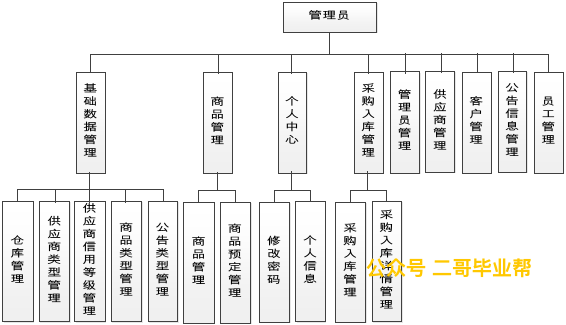 管理员
基础数据管理
商品管理
个人中心
采购入库管理
管理员管理
供应商管理
客户管理
公告信息管理
员工管理
仓库管理
供应商类型管理
供应商信用等级管理
商品类型管理
公告类型管理
商品管理
商品预定管理
修改密码
个人信息
采购入库管理
采购入库详情管理
公众号 二哥毕业帮